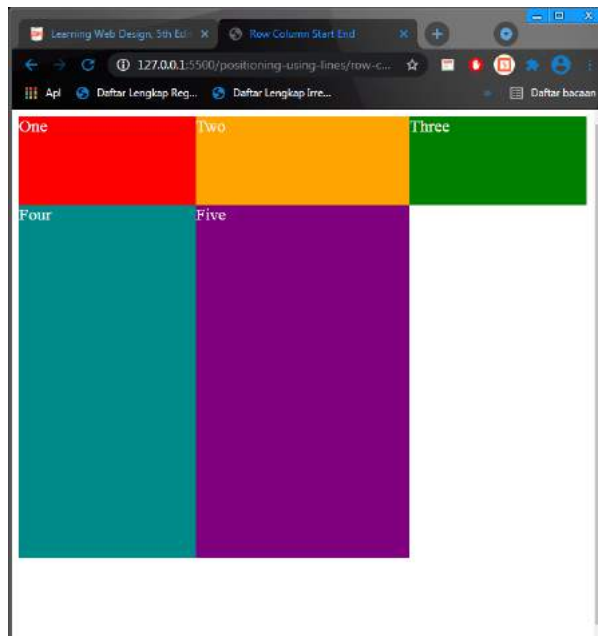 Learning Web Design, 5th Edi
Row Column Start End
127.0.0.1:5500/positioning-using-lines/row-c...
Apl
Daftar Lengkap Reg...
Daftar Lengkap Irre...
Daftar bacaan
One
Two
Three
Four
Five